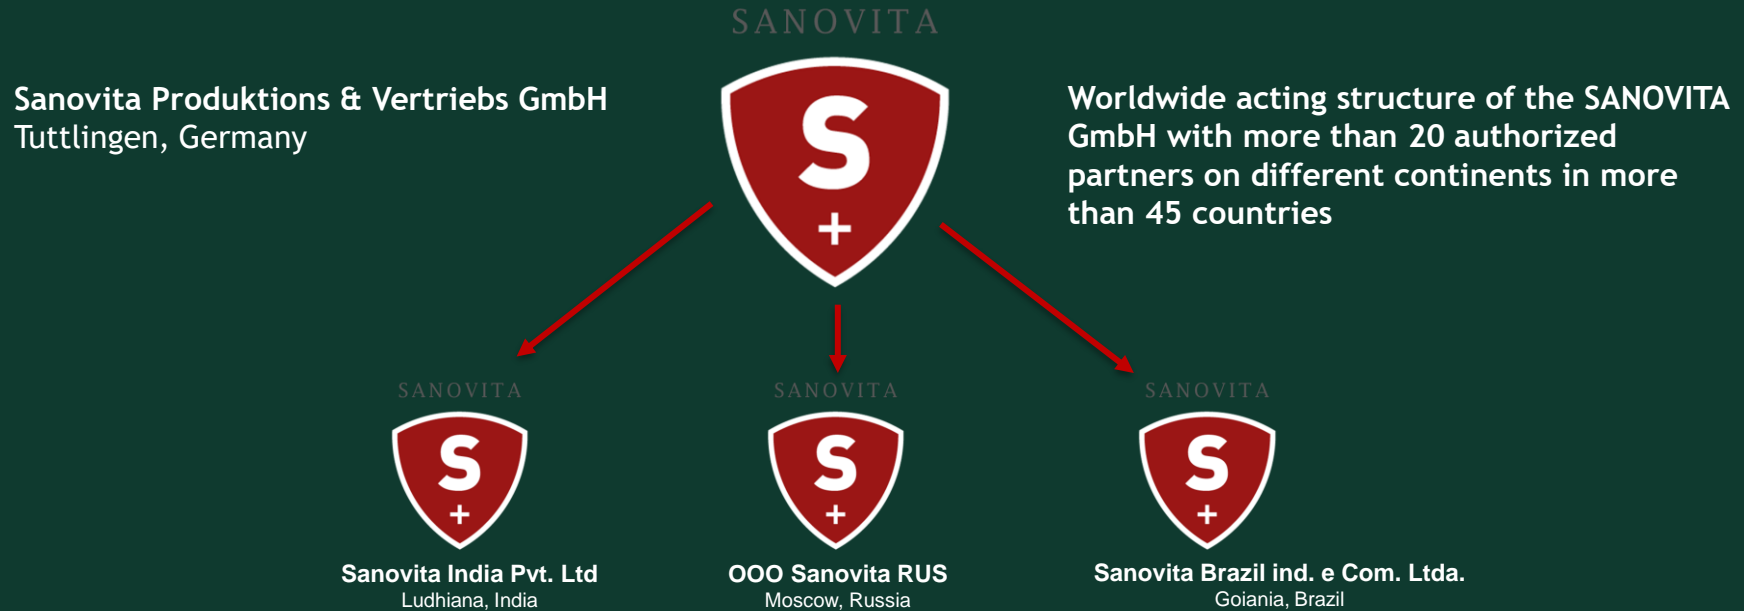 SANOVITA
Sanovita Produktions & Vertriebs GmbH
Tuttlingen, Germany
S
+
Worldwide acting structure of the SANOVITA
GmbH with more than 20 authorized
partners on different continents in more
than 45 countries
SANOVITA
S
+
Sanovita India Pvt. Ltd
Ludhiana, India
SANOVITA
S
+
OOO Sanovita RUS
Moscow, Russia
SANOVITA
S
+
Sanovita Brazil ind. e Com. Ltda.
Goiania, Brazil